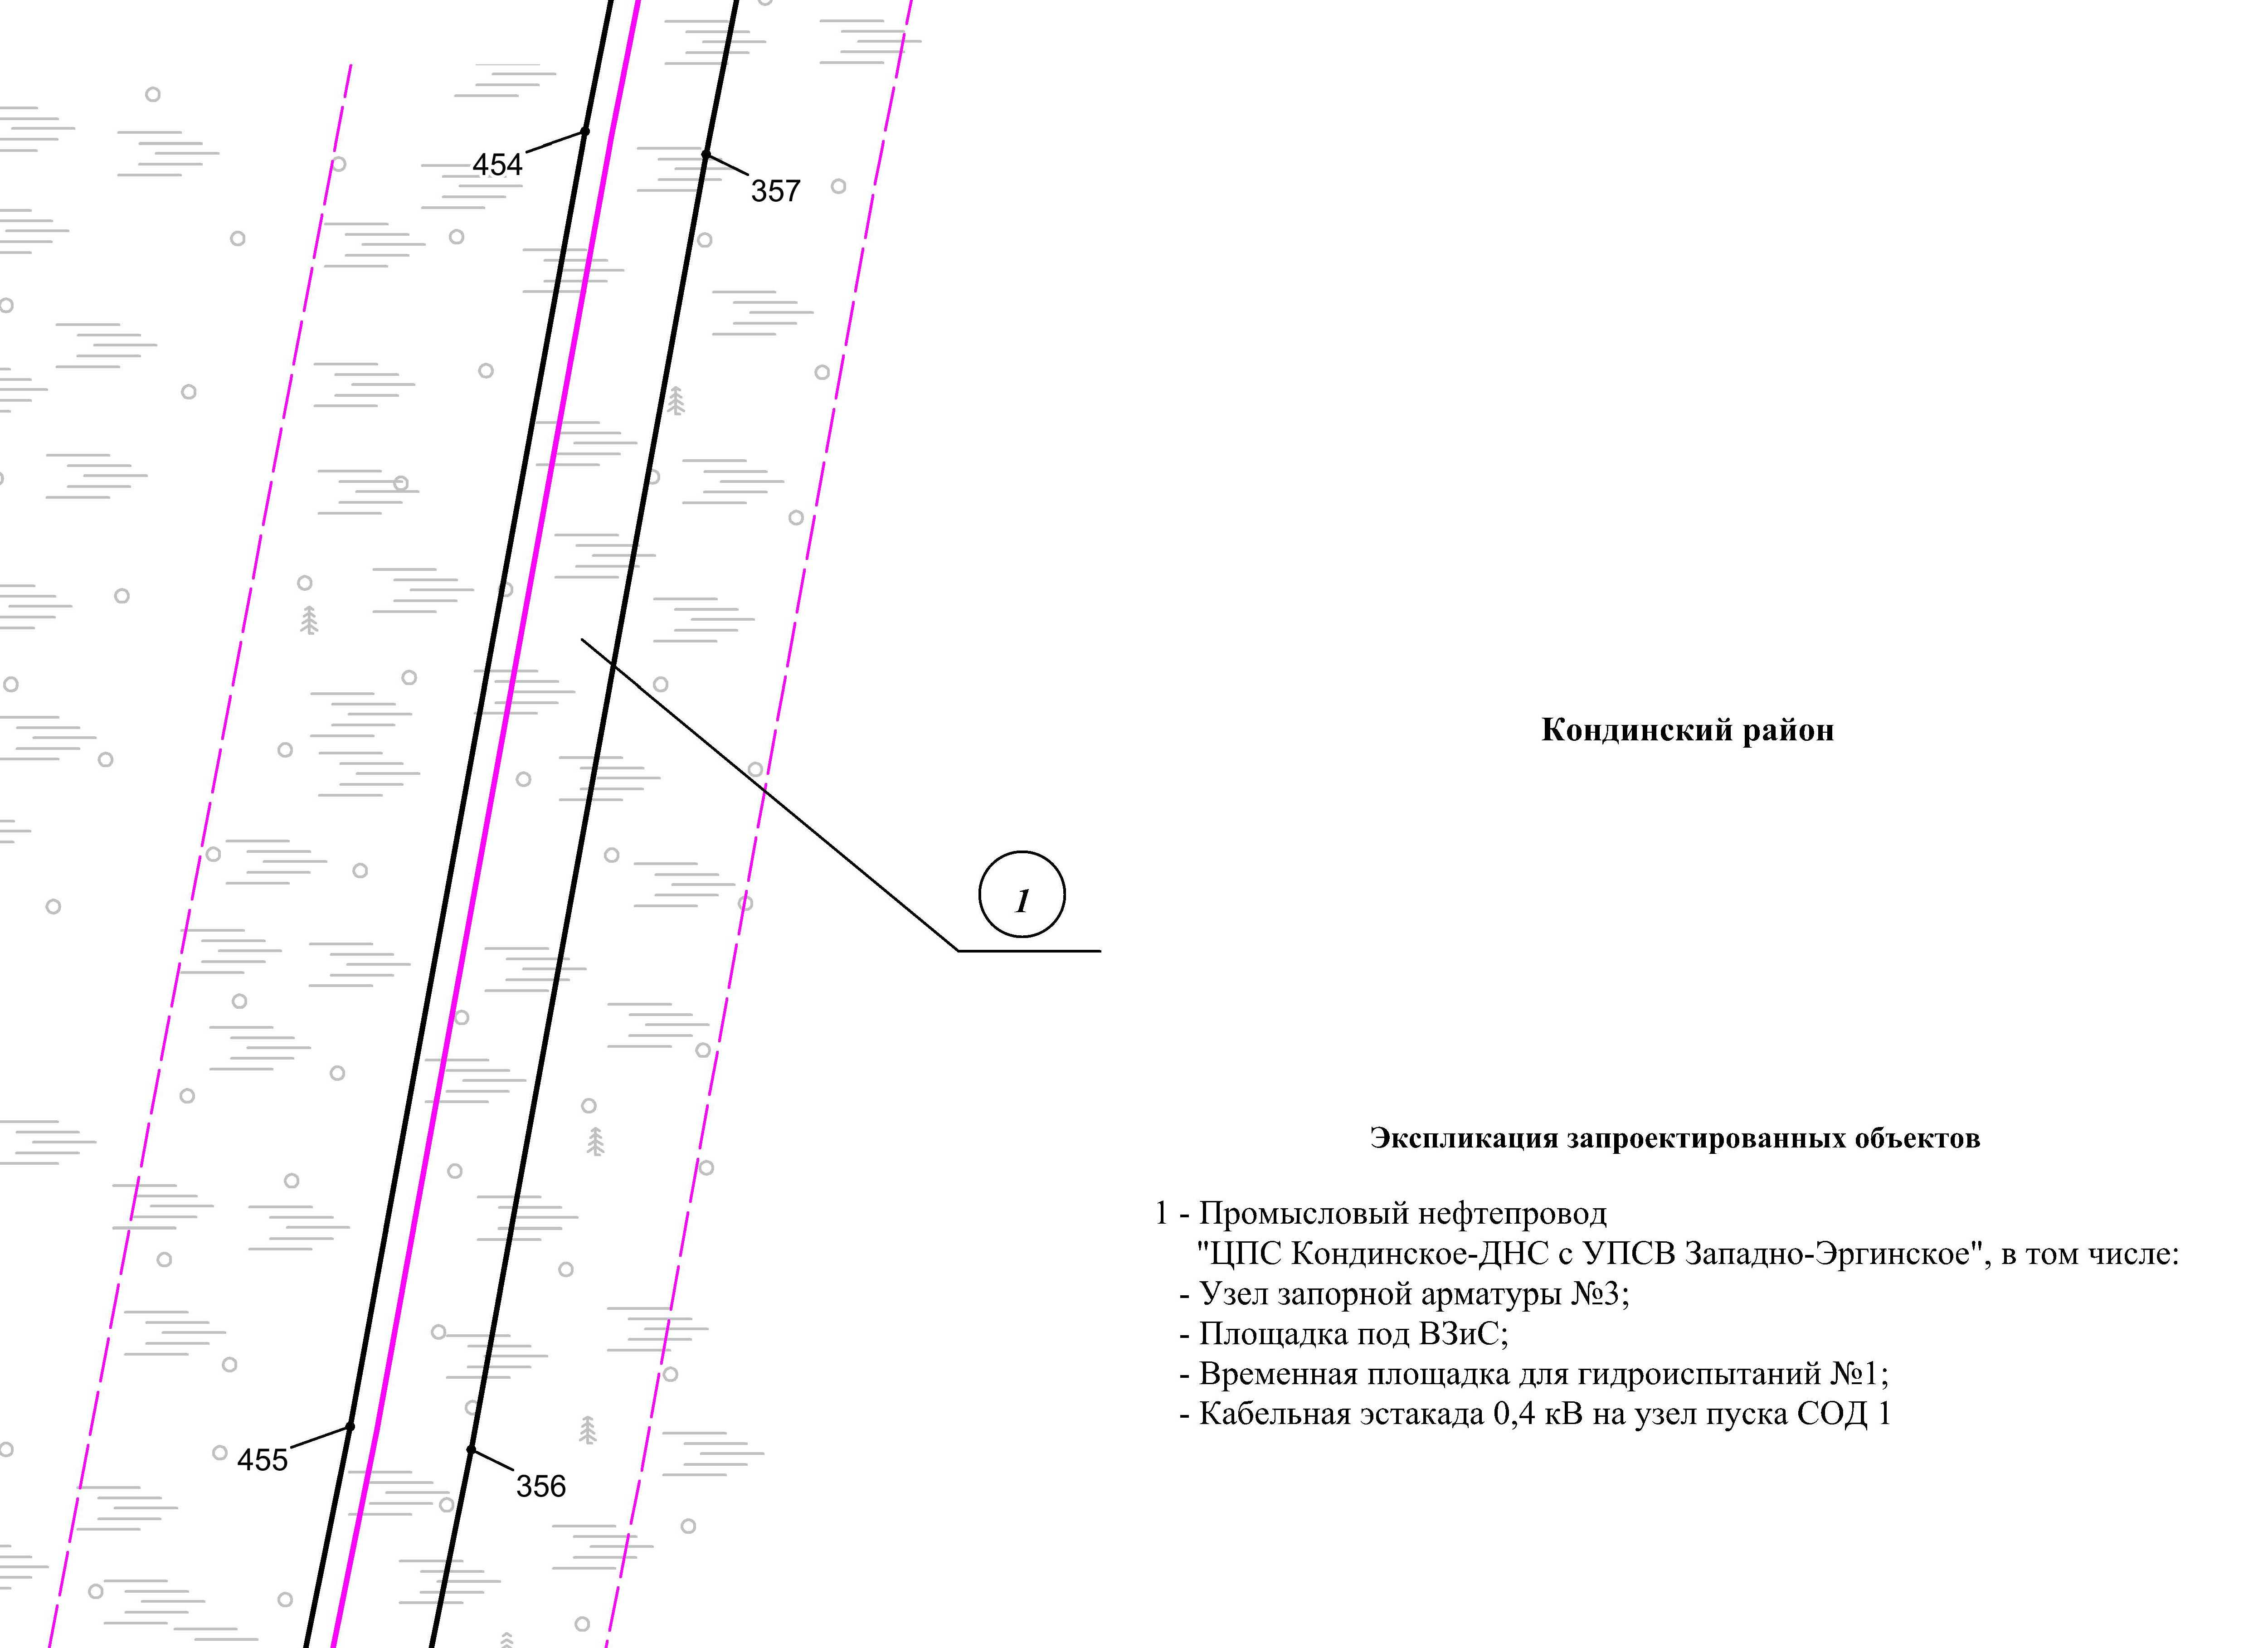 454
357
Кондинский район
1
Экспликация запроектированных объектов
1 - Промысловый нефтепровод
"ЦПС Кондинское-ДНС с УПСВ Западно-Эргинское", в том числе:
- Узел запорной арматуры №3;
- Площадка под ВЗиС;
- Временная площадка для гидроиспытаний №1;
- Кабельная эстакада 0,4 кВ на узел пуска СОД 1
455
356